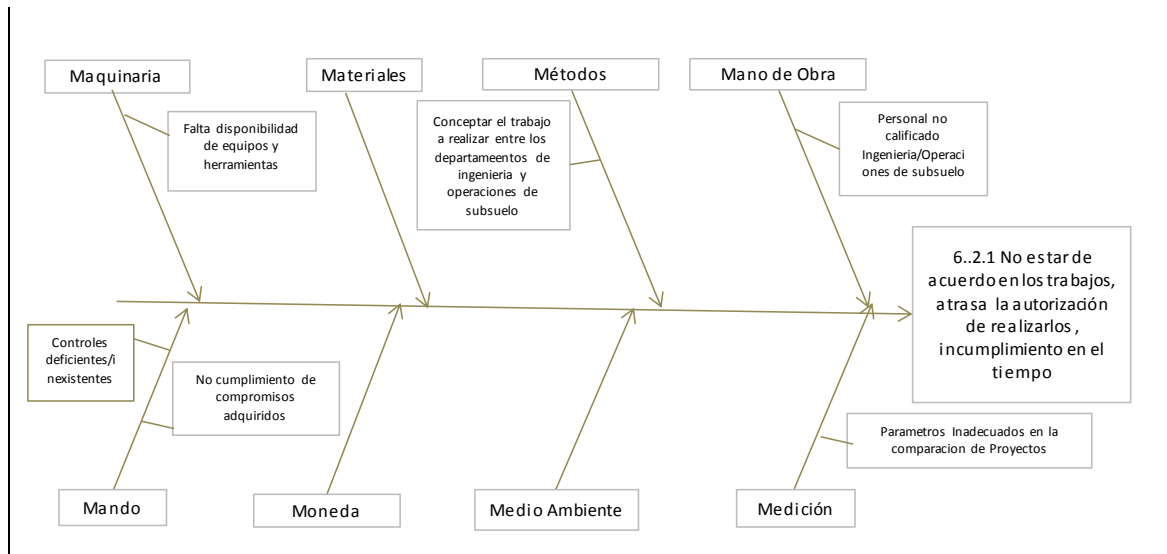 Maquinaria
Materiales
Métodos
Mano de Obra
Falta disponibilidad
de equipos y
herramientas
Conceptar el trabajo
a realizar entre los
departameentos de
ingenieria y
operaciones de
subsuelo
Personal no
calificado
Ingenieria/Operaci
ones de subsuelo
6..2.1 No estar de
acuerdo en los trabajos,
atrasa la autorización
de realizarlos ,
incumplimiento en el
tiempo
Controles
deficientes/i
nexistentes
No cumplimiento de
compromisos
adquiridos
Parametros Inadecuados en la
comparacion de Proyectos
Mando
Moneda
Medio Ambiente
Medición